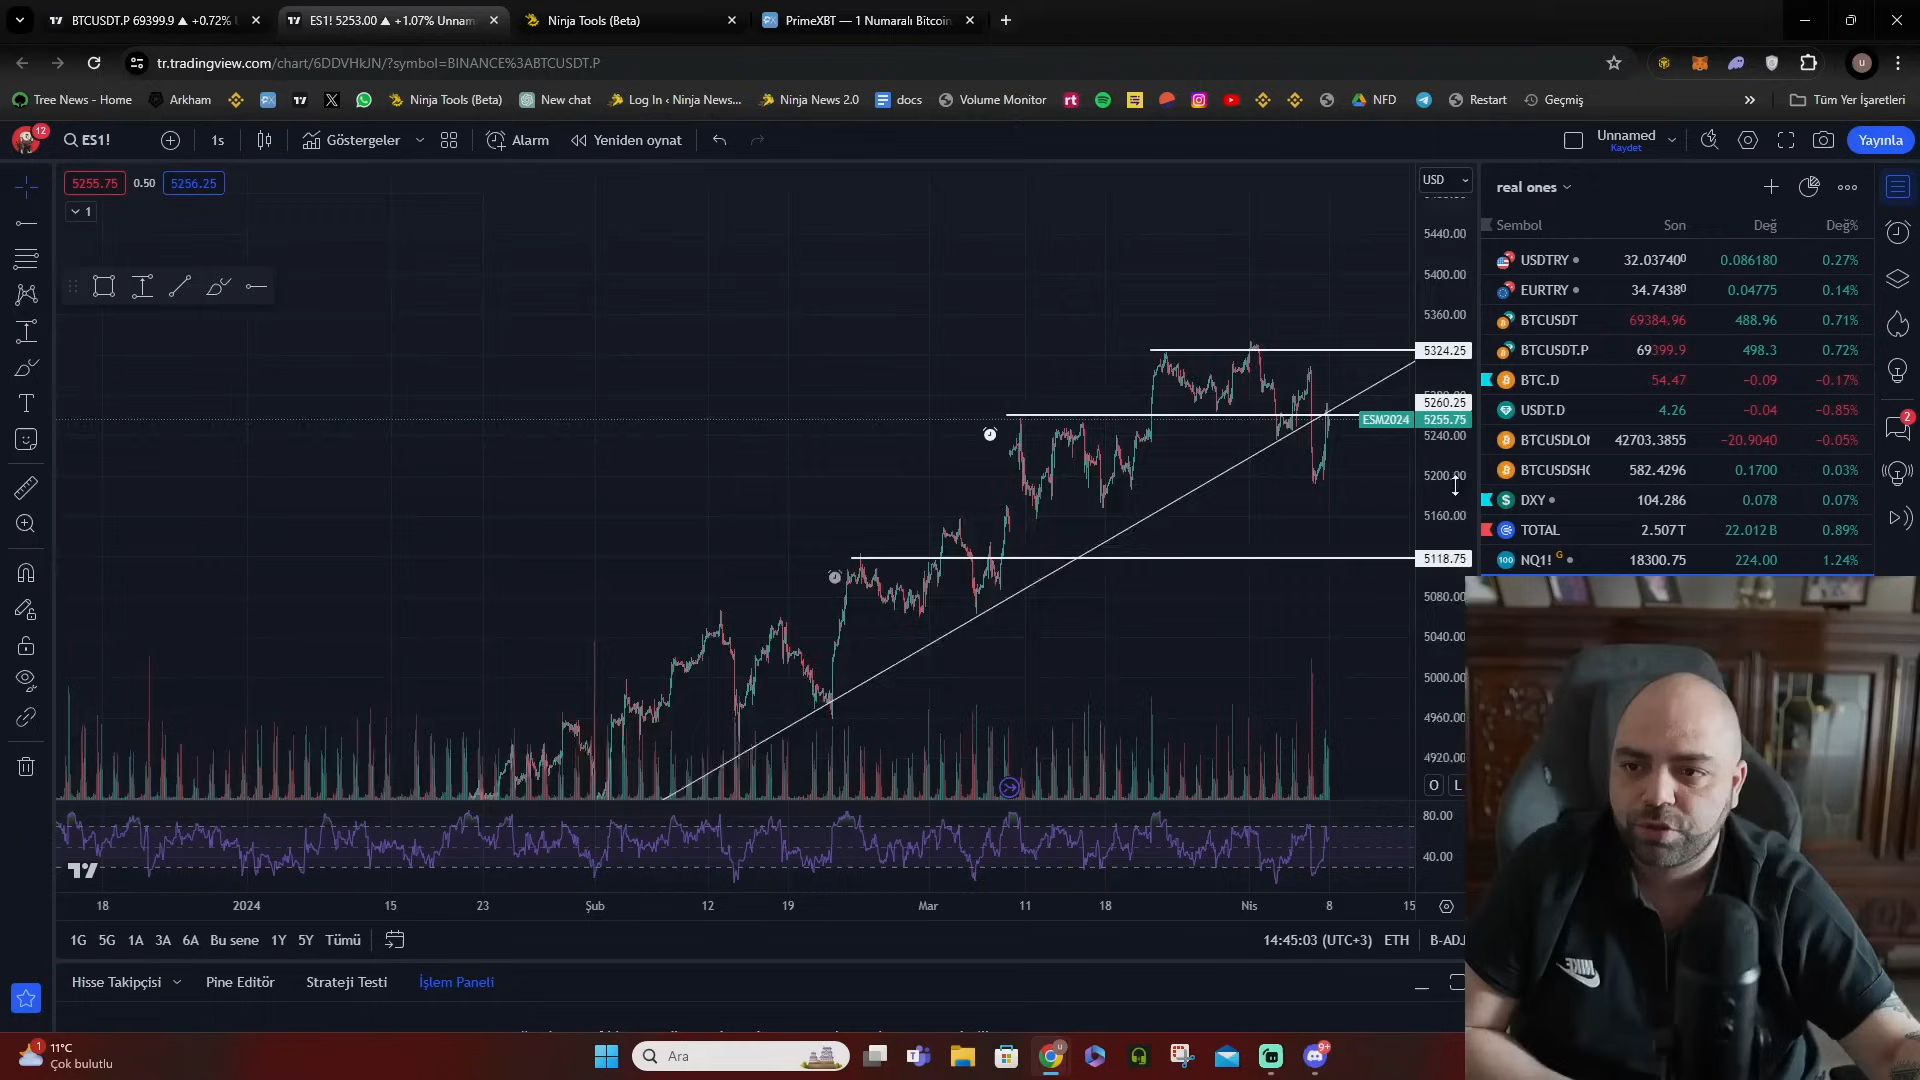 BTCUSDT.P 69399.9 ▲ +0.72%
ES1! 5253.00 ▲ +1.07% Unnam
Ninja Tools (Beta)
PrimeXBT — 1 Numaralı Bitcoin
tr.tradingview.com/chart/6DDVHkJN/?symbol=BINANCE%3ABTCUSDT.P
u
Tree News - Home
Arkham
Ninja Tools (Beta)
New chat
Log In ‹ Ninja News...
Ninja News 2.0
docs
Volume Monitor
rt
NFD
Restart
Geçmiş
Tüm Yer İşaretleri
12
ES1!
1s
Göstergeler
Alarm
Yeniden oynat
Unnamed
Kaydet
Yayınla
5255.75
0.50
5256.25
1
USD
5440.00
5400.00
5360.00
5324.25
5260.25
ESM2024
5255.75
5240.00
5200.00
5160.00
5118.75
5080.00
5040.00
5000.00
4960.00
4920.00
O
L
80.00
40.00
18
2024
15
23
Şub
12
19
Mar
11
18
Nis
8
15
real ones
Sembol Son Değ Değ%
USDTRY 32.03740⁰ 0.086180 0.27%
EURTRY 34.7438⁰ 0.04775 0.14%
BTCUSDT 69384.96 488.96 0.71%
BTCUSDT.P 69399.9 498.3 0.72%
BTC.D 54.47 −0.09 −0.17%
USDT.D 4.26 −0.04 −0.85%
BTCUSDLO 42703.3855 −20.9040 −0.05%
BTCUSDSH 582.4296 0.1700 0.03%
DXY 104.286 0.078 0.07%
TOTAL 2.507T 22.012B 0.89%
NQ1! G 18300.75 224.00 1.24%
2
1G 5G 1A 3A 6A Bu sene 1Y 5Y Tümü
14:45:03 (UTC+3) ETH B-ADJ
Hisse Takipçisi
Pine Editör
Strateji Testi
İşlem Paneli
NIKE
1
11°C
Çok bulutlu
Ara
9+